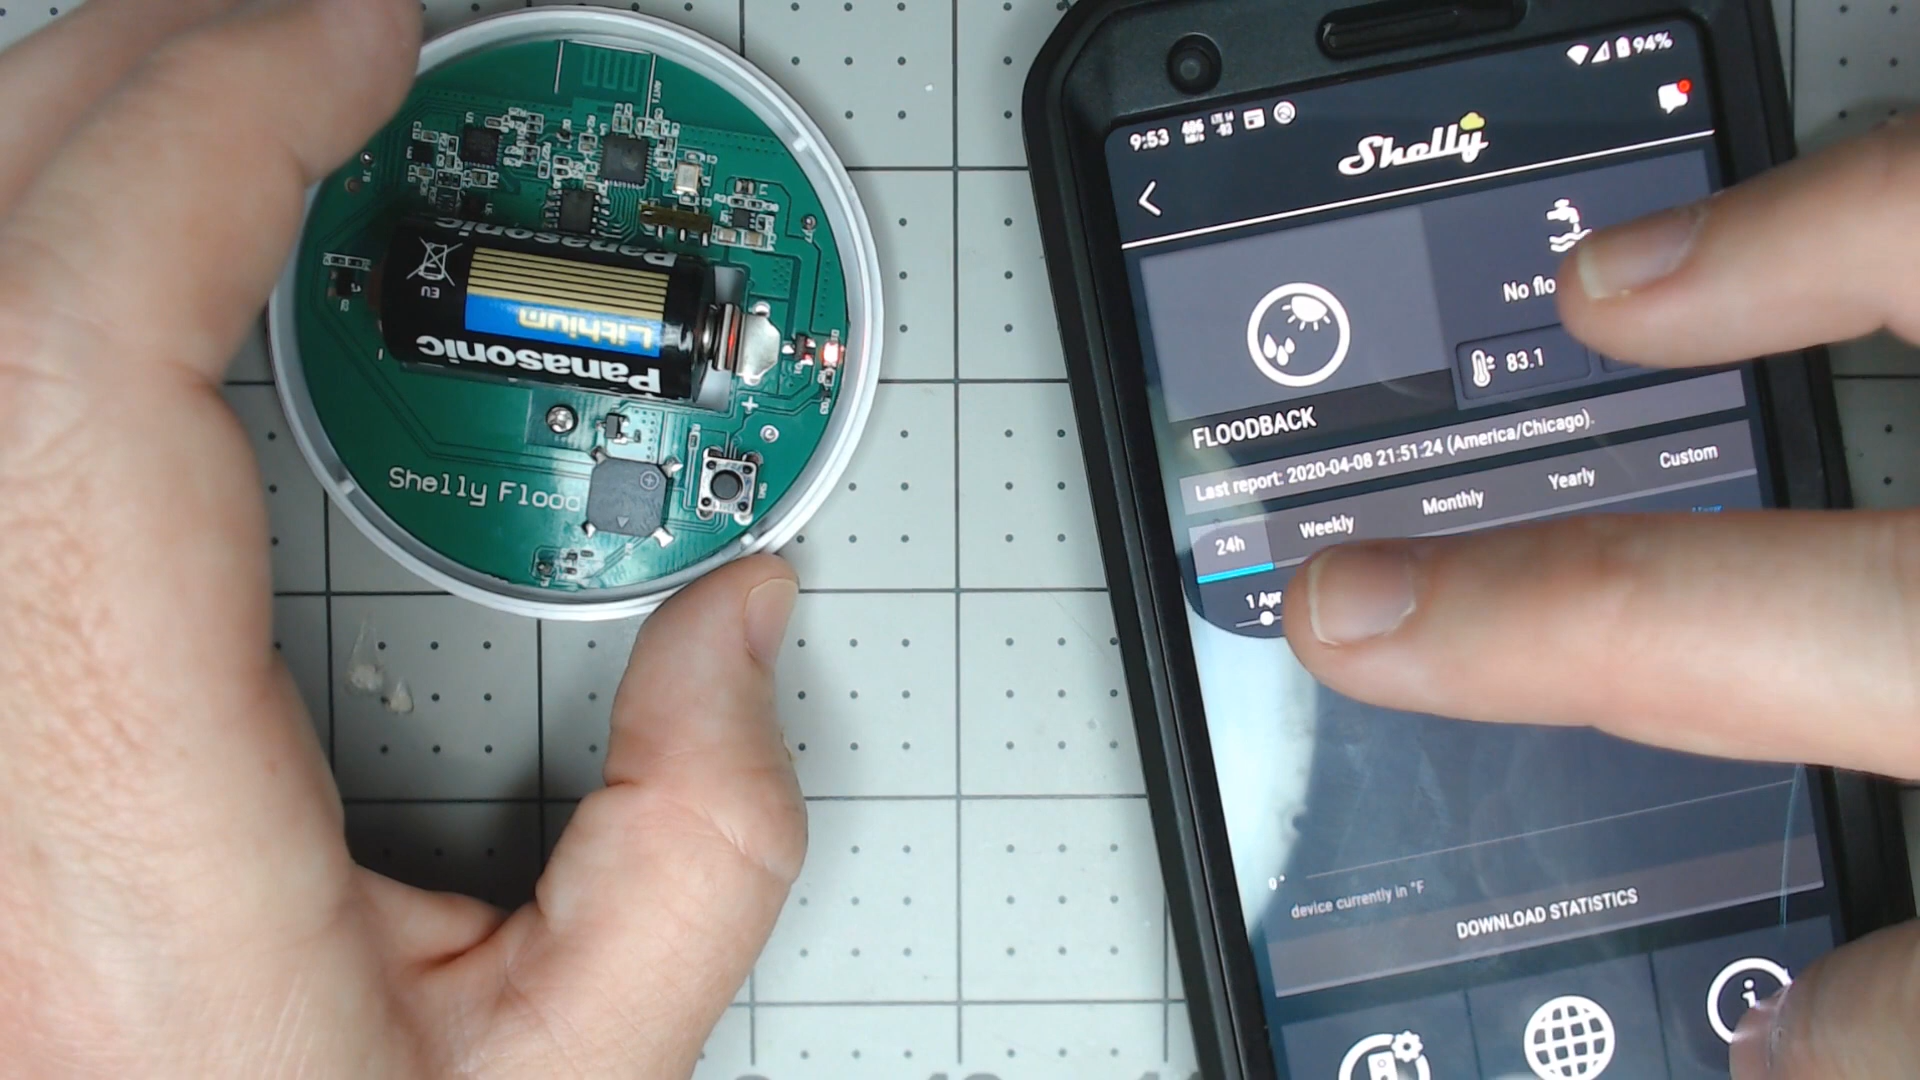 Panasonic
EU
Lithium
Panasonic
Shelly Flood
9:53
94%
Shelly
No flo
83.1
FLOODBACK
Last report: 2020-04-08 21:51:24 (America/Chicago).
24h Weekly Monthly Yearly Custom
1 Apr
0°
device currently in °F
DOWNLOAD STATISTICS